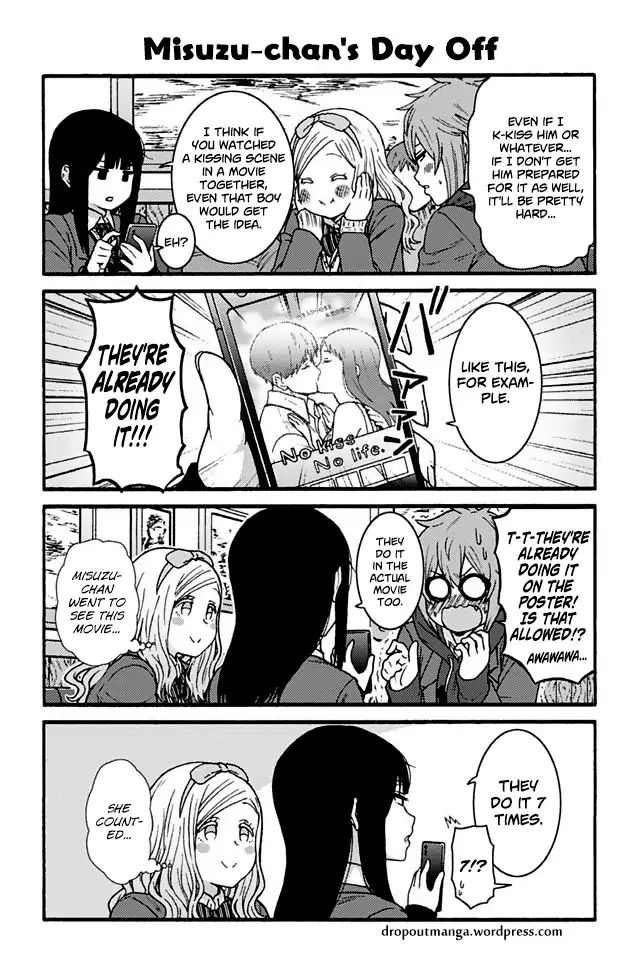 Misuzu-chan's Day Off
EVEN IF I
K-KISS HIM OR
WHATEVER...
IF I DON'T GET
HIM PREPARED
FOR IT AS WELL,
IT'LL BE PRETTY
HARD...
I THINK IF
YOU WATCHED
A KISSING SCENE
IN A MOVIE
TOGETHER,
EVEN THAT BOY
WOULD GET
THE IDEA.
EH?
LIKE THIS,
FOR EXAM-
PLE.
No kiss
No life.
THEY'RE
ALREADY
DOING
IT!!!
T-T-THEY'RE
ALREADY
DOING IT
ON THE
POSTER!
IS THAT
ALLOWED!?
AWAWAWA...
THEY
DO IT
IN THE
ACTUAL
MOVIE
TOO.
MISUZU-
CHAN
WENT TO
SEE THIS
MOVIE...
THEY
DO IT 7
TIMES.
7!?
SHE
COUNT-
ED...
dropoutmanga.wordpress.com